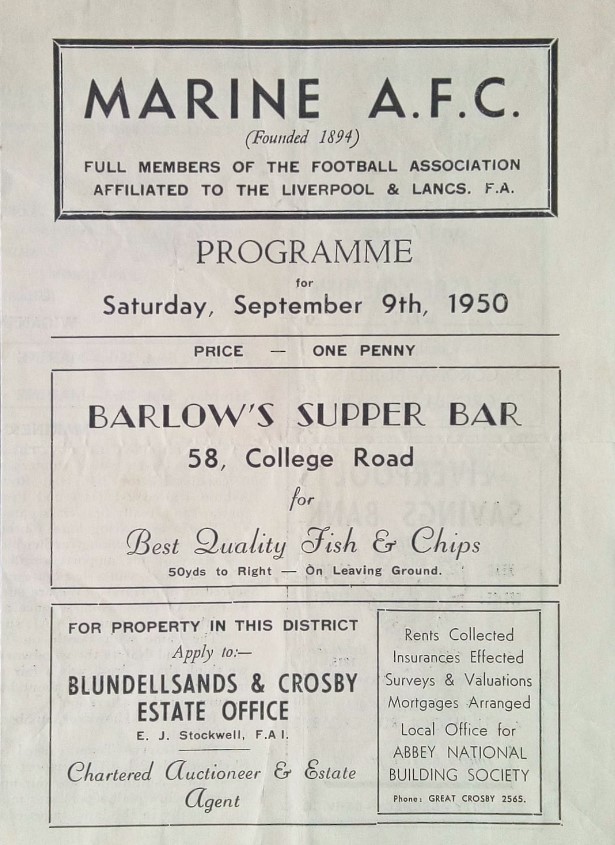 MARINE A.F.C.
(Founded 1894)
FULL MEMBERS OF THE FOOTBALL ASSOCIATION
AFFILIATED TO THE LIVERPOOL & LANCS. F.A.
PROGRAMME
for
Saturday, September 9th, 1950
PRICE — ONE PENNY
BARLOW'S SUPPER BAR
58, College Road
for
Best Quality Fish & Chips
50yds to Right — On Leaving Ground.
FOR PROPERTY IN THIS DISTRICT
Apply to:—
BLUNDELLSANDS & CROSBY
ESTATE OFFICE
E. J. Stockwell, F.A.I.
Chartered Auctioneer & Estate
Agent
Rents Collected
Insurances Effected
Surveys & Valuations
Mortgages Arranged
Local Office for
ABBEY NATIONAL
BUILDING SOCIETY
Phone: GREAT CROSBY 2565.